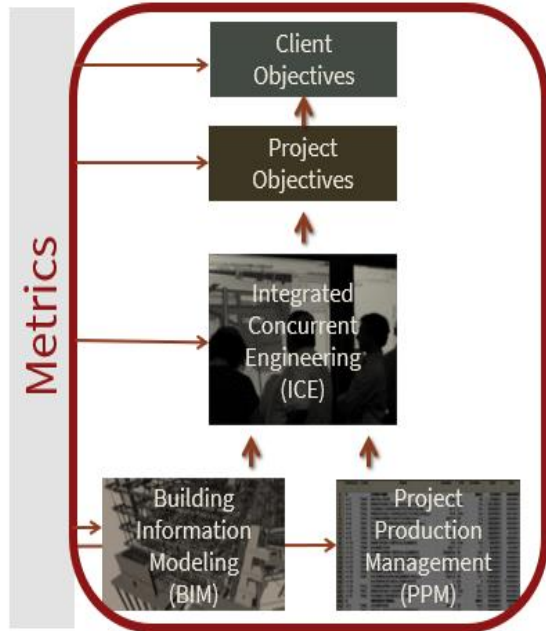 Metrics
Client
Objectives
Project
Objectives
Integrated
Concurrent
Engineering
(ICE)
Building
Information
Modeling
(BIM)
Project
Production
Management
(PPM)